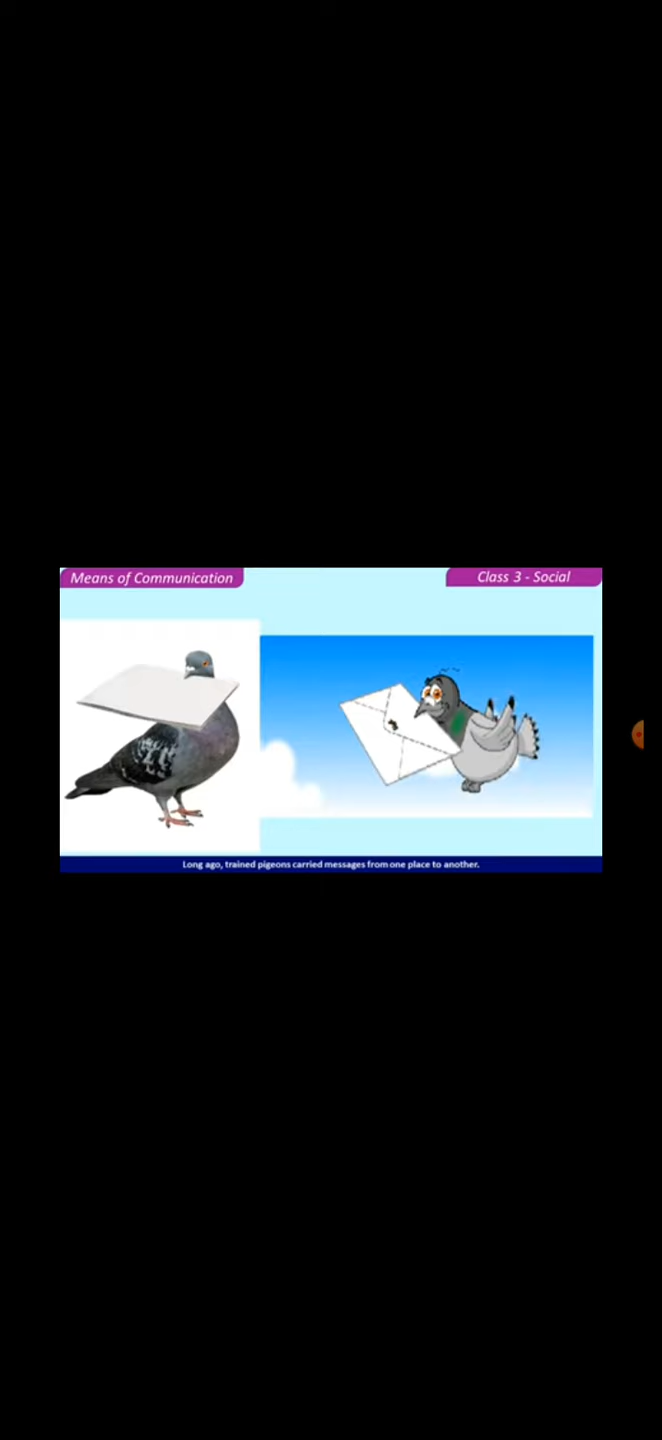 Means of Communication
Class 3 - Social
Long ago, trained pigeons carried messages from one place to another.